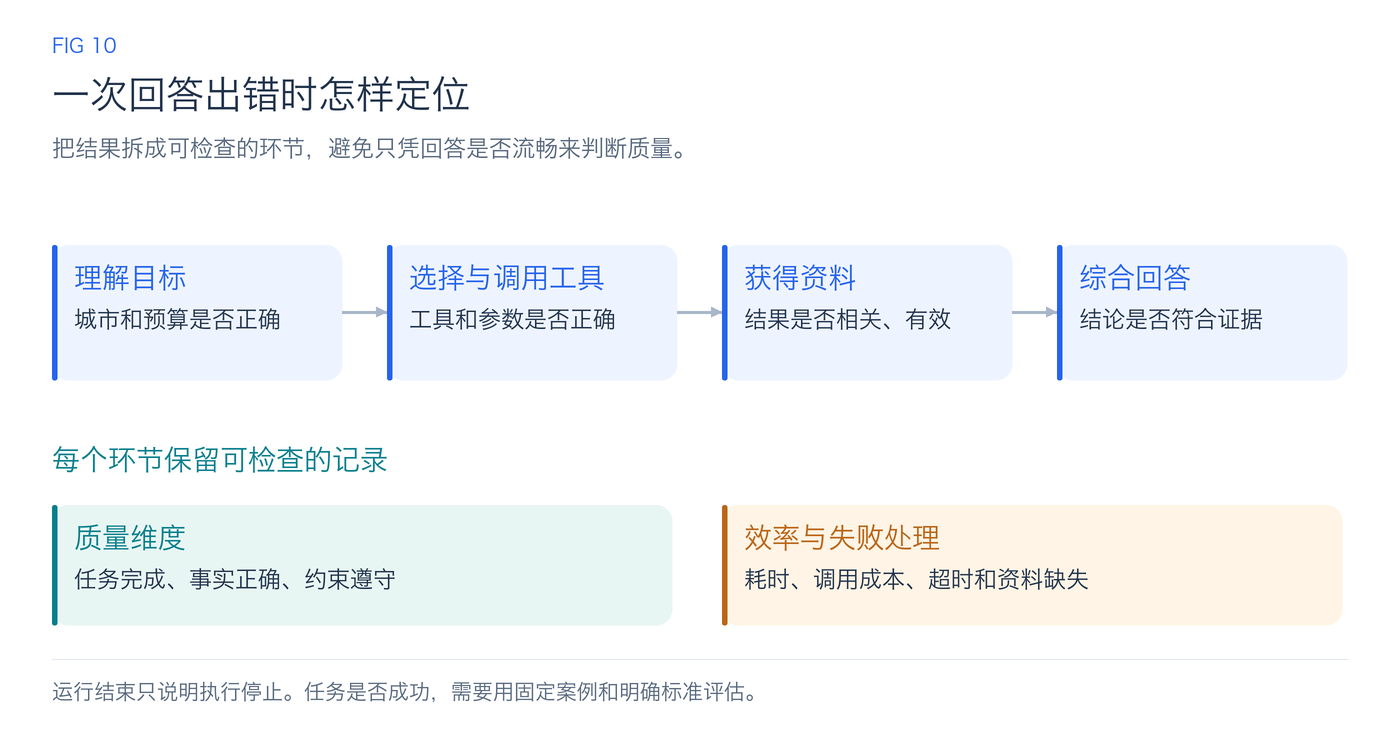 FIG 10
一次回答出错时怎样定位
把结果拆成可检查的环节，避免只凭回答是否流畅来判断质量。
理解目标
城市和预算是否正确
选择与调用工具
工具和参数是否正确
获得资料
结果是否相关、有效
综合回答
结论是否符合证据
每个环节保留可检查的记录
质量维度
任务完成、事实正确、约束遵守
效率与失败处理
耗时、调用成本、超时和资料缺失
运行结束只说明执行停止。任务是否成功，需要用固定案例和明确标准评估。